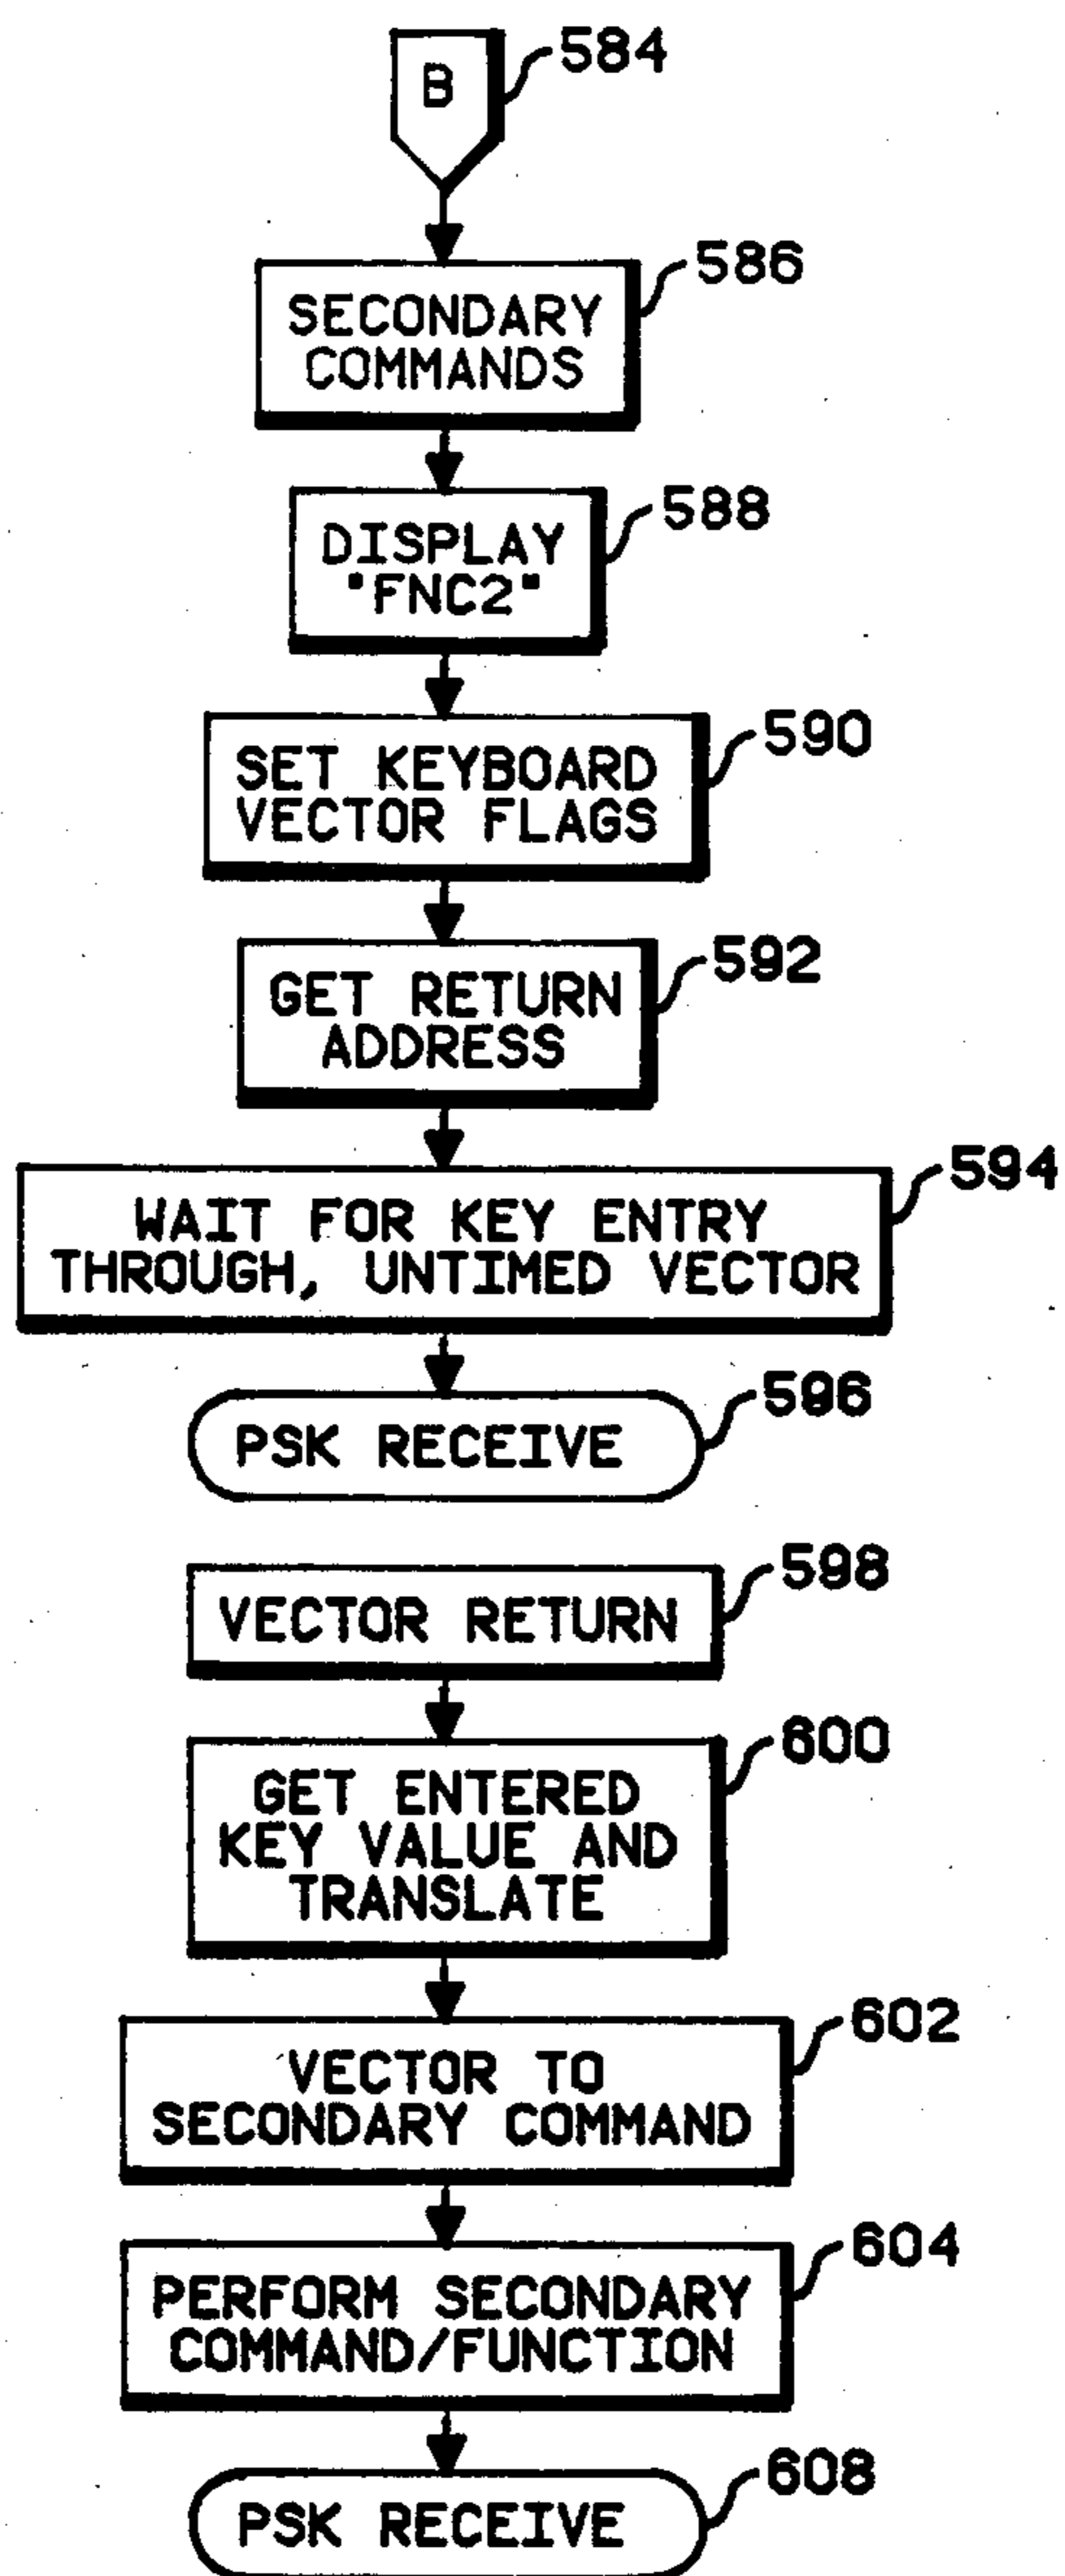 B
584
586
SECONDARY
COMMANDS
588
DISPLAY
"FNC2"
590
SET KEYBOARD
VECTOR FLAGS
592
GET RETURN
ADDRESS
594
WAIT FOR KEY ENTRY
THROUGH, UNTIMED VECTOR
596
PSK RECEIVE
598
VECTOR RETURN
600
GET ENTERED
KEY VALUE AND
TRANSLATE
602
VECTOR TO
SECONDARY COMMAND
604
PERFORM SECONDARY
COMMAND/FUNCTION
608
PSK RECEIVE